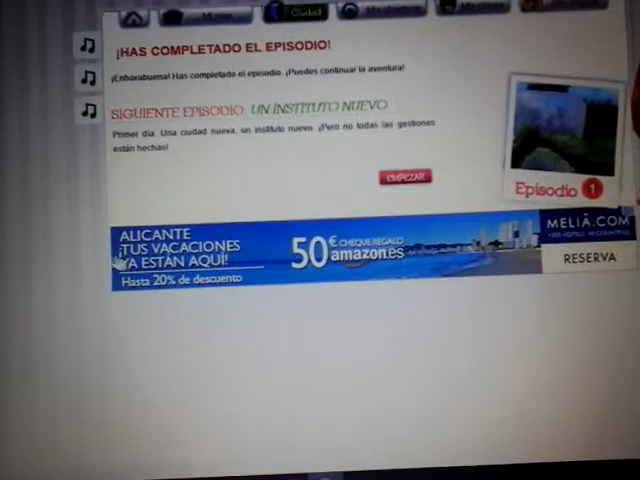 Ciudad
¡HAS COMPLETADO EL EPISODIO!
¡Enhorabuena! Has completado el episodio. ¡Puedes continuar la aventura!
SIGUIENTE EPISODIO: UN INSTITUTO NUEVO
Primer día. Una ciudad nueva, un instituto nuevo. ¡Pero no todas las gestiones
están hechas!
EMPEZAR
Episodio 1
ALICANTE
¡TUS VACACIONES
YA ESTÁN AQUÍ!
Hasta 20% de descuento
50€ CHEQUE REGALO
amazon.es
MELIÃ.COM
RESERVA